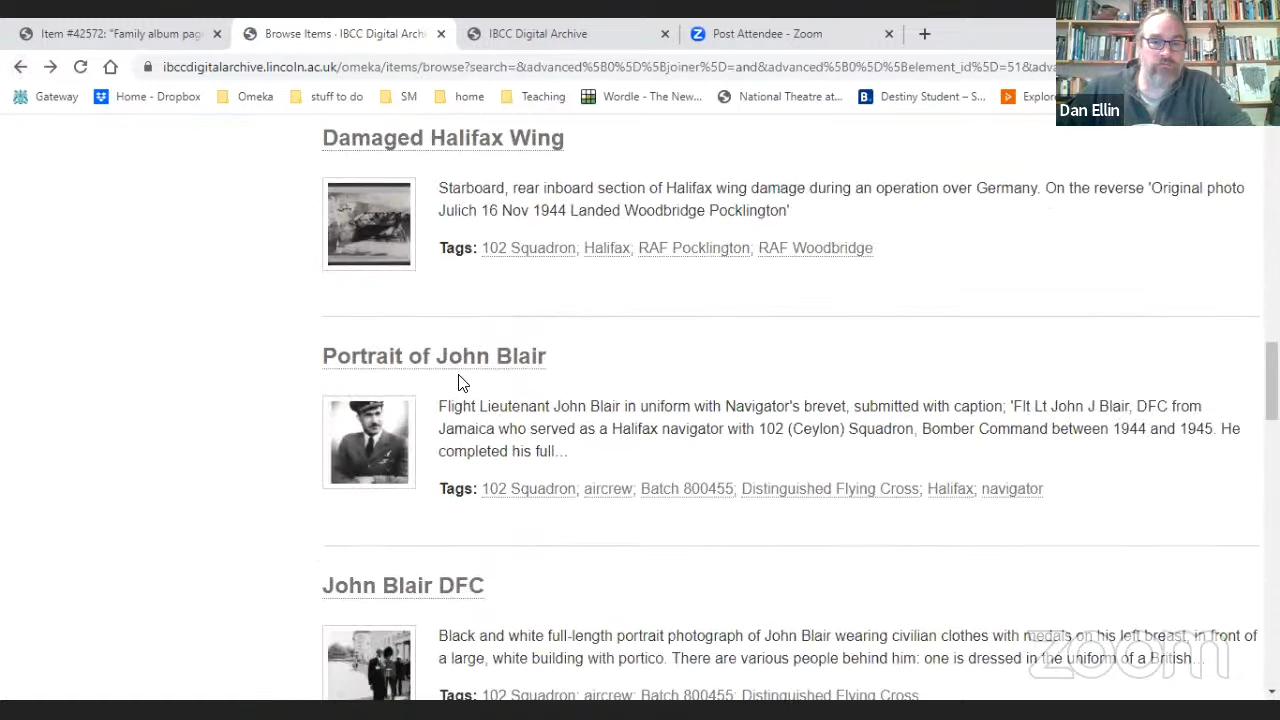 Item #42572: "Family album pag
Browse Items · IBCC Digital Archi
IBCC Digital Archive
Post Attendee - Zoom
ibccdigitalarchive.lincoln.ac.uk/omeka/items/browse?search=&advanced%5B0%5D%5Bjoiner%5D=and&advanced%5B0%5D%5Belement_id%5D=51&adva
Gateway
Home - Dropbox
Omeka
stuff to do
SM
home
Teaching
Wordle - The New...
National Theatre at...
Destiny Student – S...
Explor
Dan Ellin
Damaged Halifax Wing
Starboard, rear inboard section of Halifax wing damage during an operation over Germany. On the reverse 'Original photo
Julich 16 Nov 1944 Landed Woodbridge Pocklington'
Tags: 102 Squadron; Halifax; RAF Pocklington; RAF Woodbridge
Portrait of John Blair
Flight Lieutenant John Blair in uniform with Navigator's brevet, submitted with caption; 'Flt Lt John J Blair, DFC from
Jamaica who served as a Halifax navigator with 102 (Ceylon) Squadron, Bomber Command between 1944 and 1945. He
completed his full...
Tags: 102 Squadron; aircrew; Batch 800455; Distinguished Flying Cross; Halifax; navigator
John Blair DFC
Black and white full-length portrait photograph of John Blair wearing civilian clothes with medals on his left breast, in front of
a large, white building with portico. There are various people behind him: one is dressed in the uniform of a British...
Tags: 102 Squadron; aircrew; Batch 800455; Distinguished Flying Cross
zoom